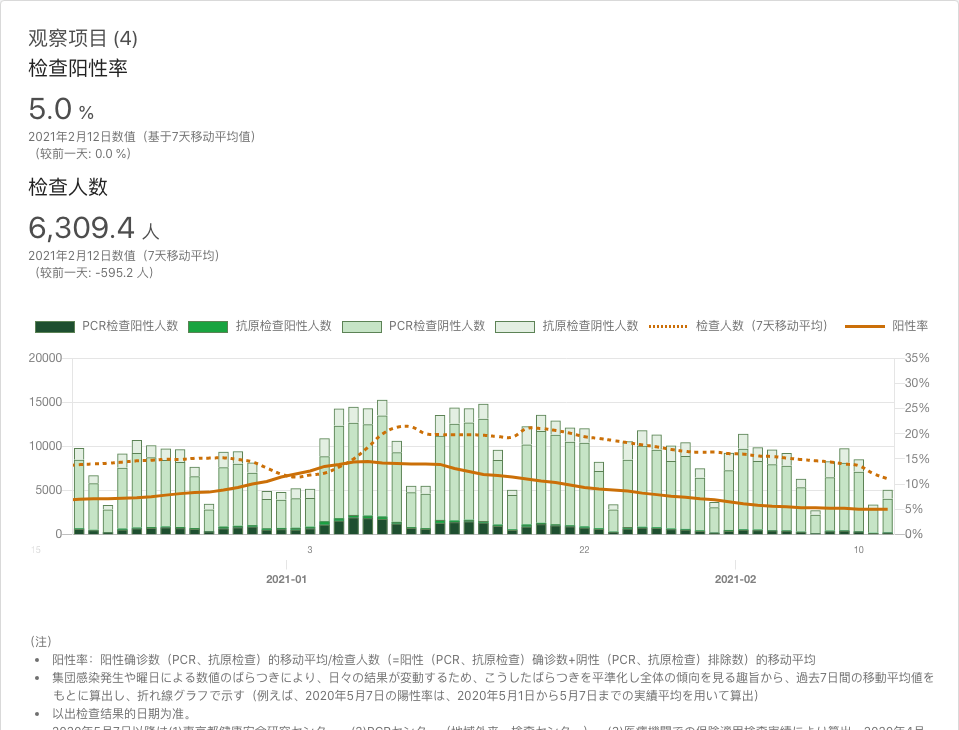 观察项目 (4)
检查阳性率
5.0 %
2021年2月12日数值（基于7天移动平均值）
（较前一天: 0.0 %）
检查人数
6,309.4 人
2021年2月12日数值（7天移动平均）
（较前一天: -595.2 人）
PCR检查阳性人数 抗原检查阳性人数 PCR检查阴性人数 抗原检查阴性人数 检查人数（7天移动平均） 阳性率
20000 35%
30%
15000 25%
20%
10000 15%
5000 10%
5%
0 0%
15 3 22 10
2021-01 2021-02
（注）
• 阳性率：阳性确诊数（PCR、抗原检查）的移动平均/检查人数（=阳性（PCR、抗原检查）确诊数+阴性（PCR、抗原检查）排除数）的移动平均
• 集団感染発生や曜日による数値のばらつきにより、日々の結果が変動するため、こうしたばらつきを平準化し全体の傾向を見る趣旨から、過去7日間の移動平均値を
もとに算出し、折れ線グラフで示す（例えば、2020年5月7日の陽性率は、2020年5月1日から5月7日までの実績平均を用いて算出）
• 以出检查结果的日期为准。